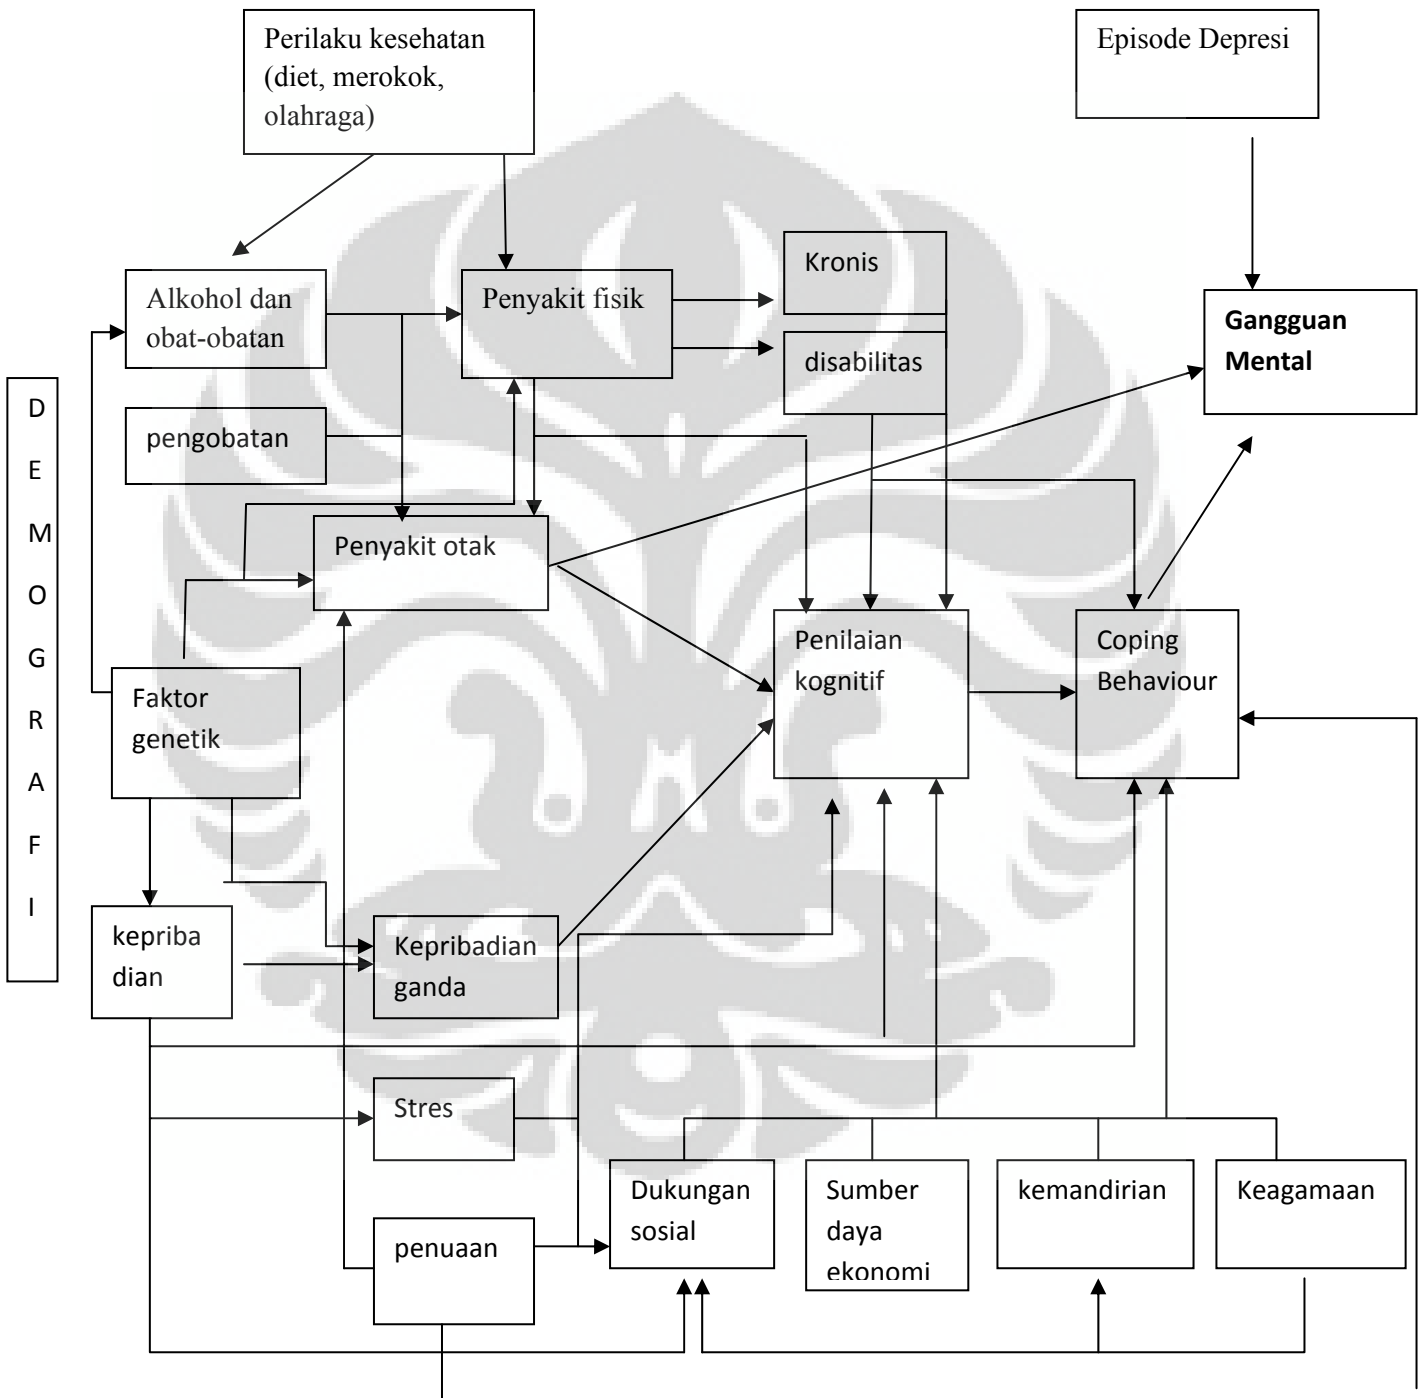 Perilaku kesehatan
(diet, merokok,
olahraga)
Episode Depresi
Kronis
Alkohol dan
obat-obatan
Penyakit fisik
Gangguan
Mental
disabilitas
D
E
M
O
G
R
A
F
I
pengobatan
Penyakit otak
Penilaian
kognitif
Coping
Behaviour
Faktor
genetik
kepriba
dian
Kepribadian
ganda
Stres
Dukungan
sosial
Sumber
daya
ekonomi
kemandirian
Keagamaan
penuaan